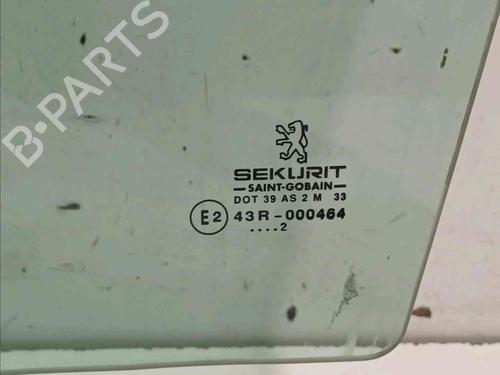 B-PARTS
SEKURIT
SAINT-GOBAIN
DOT 39 AS 2 M 33
E2 43R-000464
....2